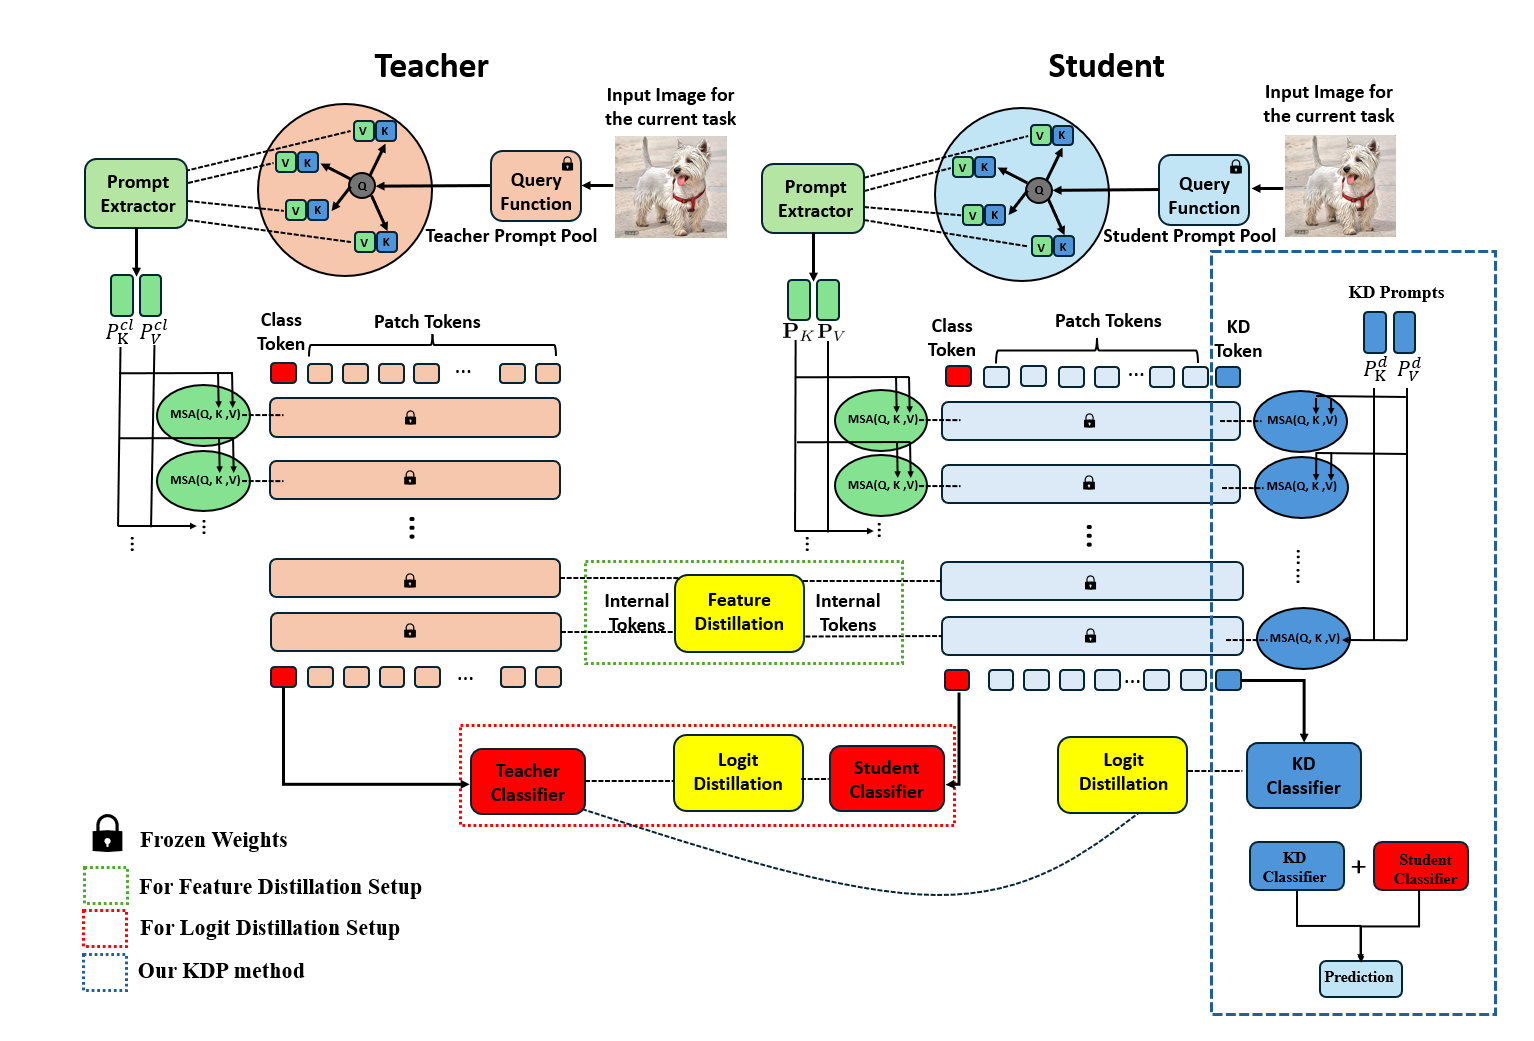 Teacher
Student
Input Image for
the current task
Input Image for
the current task
V K
V K
V K
V K
Q
Prompt
Extractor
Query
Function
Teacher Prompt Pool
V K
V K
V K
V K
Q
Prompt
Extractor
Query
Function
Student Prompt Pool
P_K^{cl} P_V^{cl}
Class
Token
Patch Tokens
...
MSA(Q, K ,V)
MSA(Q, K ,V)
P_K P_V
Class
Token
Patch Tokens
...
KD
Token
KD Prompts
P_K^d P_V^d
MSA(Q, K ,V)
MSA(Q, K ,V)
MSA(Q, K ,V)
MSA(Q, K ,V)
MSA(Q, K ,V)
Internal
Tokens
Feature
Distillation
Internal
Tokens
...
...
Teacher
Classifier
Logit
Distillation
Student
Classifier
Logit
Distillation
KD
Classifier
KD
Classifier
+
Student
Classifier
Prediction
Frozen Weights
For Feature Distillation Setup
For Logit Distillation Setup
Our KDP method